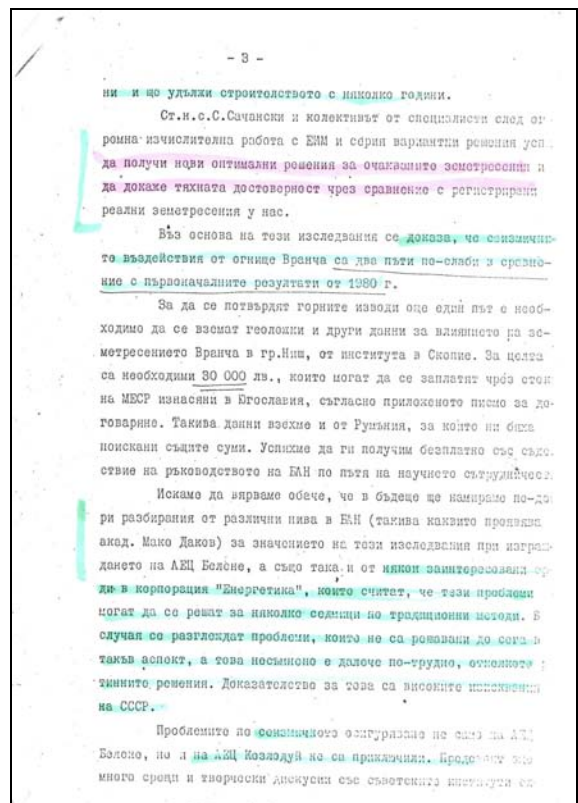 - 3 -
ни и що удължи строителството с няколко години.
Ст.н.с.С.Сачански и колективът от специалисти след ог
ромна изчислителна работа с ЕИМ и серия вариантни решения усп
да получи нови оптимални решения за очакваните земетресения и
да докаже тяхната достоверност чрез сравнение с регистрирани
реални земетресения у нас.
Въз основа на тези изследвания се доказа, че сеизмични-
те въздействия от огнище Вранча са два пъти по-слаби в сравне-
ние с първоначалните резултати от 1980 г.
За да се потвърдят горните изводи още един път е необ-
ходимо да се вземат геоложки и други данни за влиянието на зе-
метресението Вранча в гр.Ниш, от института в Скопие. За целта
са необходими 30 000 лв., които могат да се заплатят чрез сток
на МЕСР изнасяни в Югославия, съгласно приложеното писмо за до-
говаряне. Такива данни взехме и от Румъния, за които ни бяха
поискани същите суми. Успяхме да ги получим безплатно със съде
ствие на ръководството на БАН по пътя на научното сътрудничест
Искаме да вярваме обаче, че в бъдеще ще намираме по-доб
ри разбирания от различни нива в БАН (такива каквито проявява
акад. Мако Даков) за значението на тези изследвания при изграж
дането на АЕЦ Белене, а също така и от някои заинтересовани
ди в корпорация "Енергетика", които считат, че тези проблеми
могат да се решат за няколко седмици по традиционни методи. В
случая се разглеждат проблеми, които не са решавани до сега в
такъв аспект, а това несъмнено е далече по-трудно, отколкото
тинните решения. Доказателство за това са високите изисквания
на СССР.
Проблемите по сеизмичното осигуряване не само на АЕЦ
Белене, но и на АЕЦ Козлодуй не са приключили. Предстоят
много срещи и творчески дискусии със съветските институти